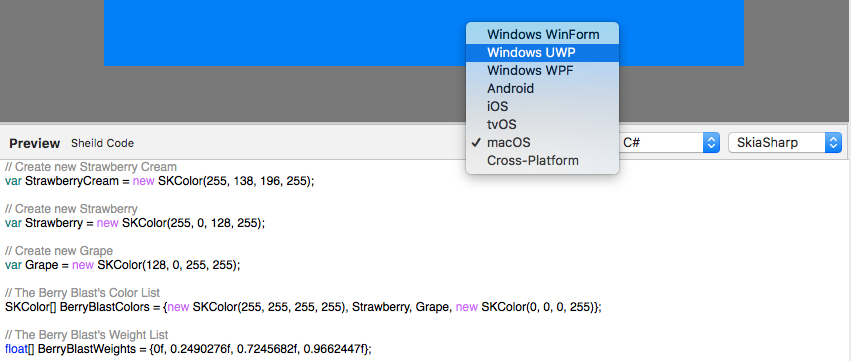 Windows WinForm
Windows UWP
Windows WPF
Android
iOS
tvOS
✓ macOS
Cross-Platform
Preview Sheild Code C# SkiaSharp
// Create new Strawberry Cream
var StrawberryCream = new SKColor(255, 138, 196, 255);
// Create new Strawberry
var Strawberry = new SKColor(255, 0, 128, 255);
// Create new Grape
var Grape = new SKColor(128, 0, 255, 255);
// The Berry Blast's Color List
SKColor[] BerryBlastColors = {new SKColor(255, 255, 255, 255), Strawberry, Grape, new SKColor(0, 0, 0, 255)};
// The Berry Blast's Weight List
float[] BerryBlastWeights = {0f, 0.2490276f, 0.7245682f, 0.9662447f};